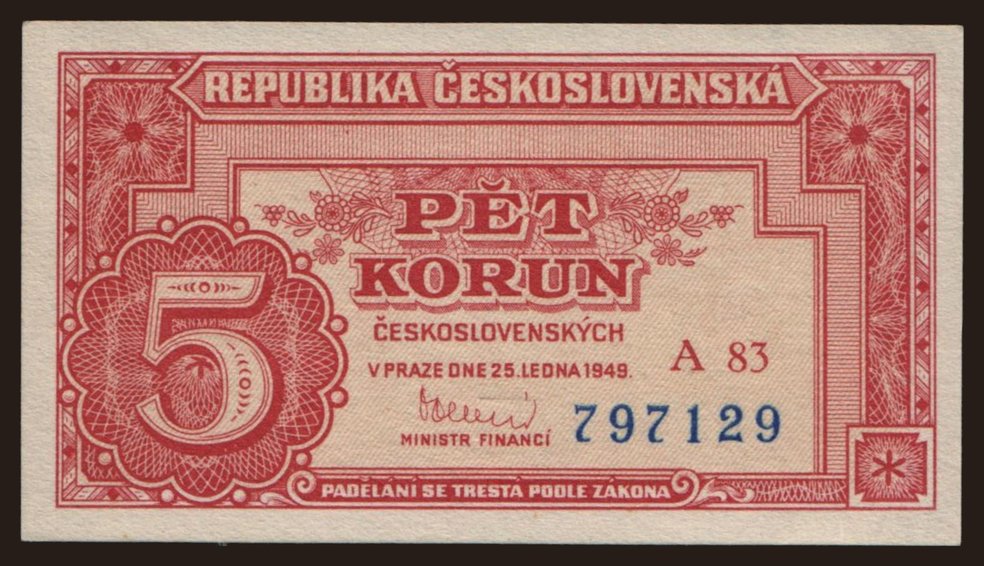 REPUBLIKA ČESKOSLOVENSKÁ
PĚT
KORUN
ČESKOSLOVENSKÝCH
V PRAZE DNE 25. LEDNA 1949.
A 83
797129
MINISTR FINANCÍ
5
PADĚLÁNÍ SE TRESTÁ PODLE ZÁKONA